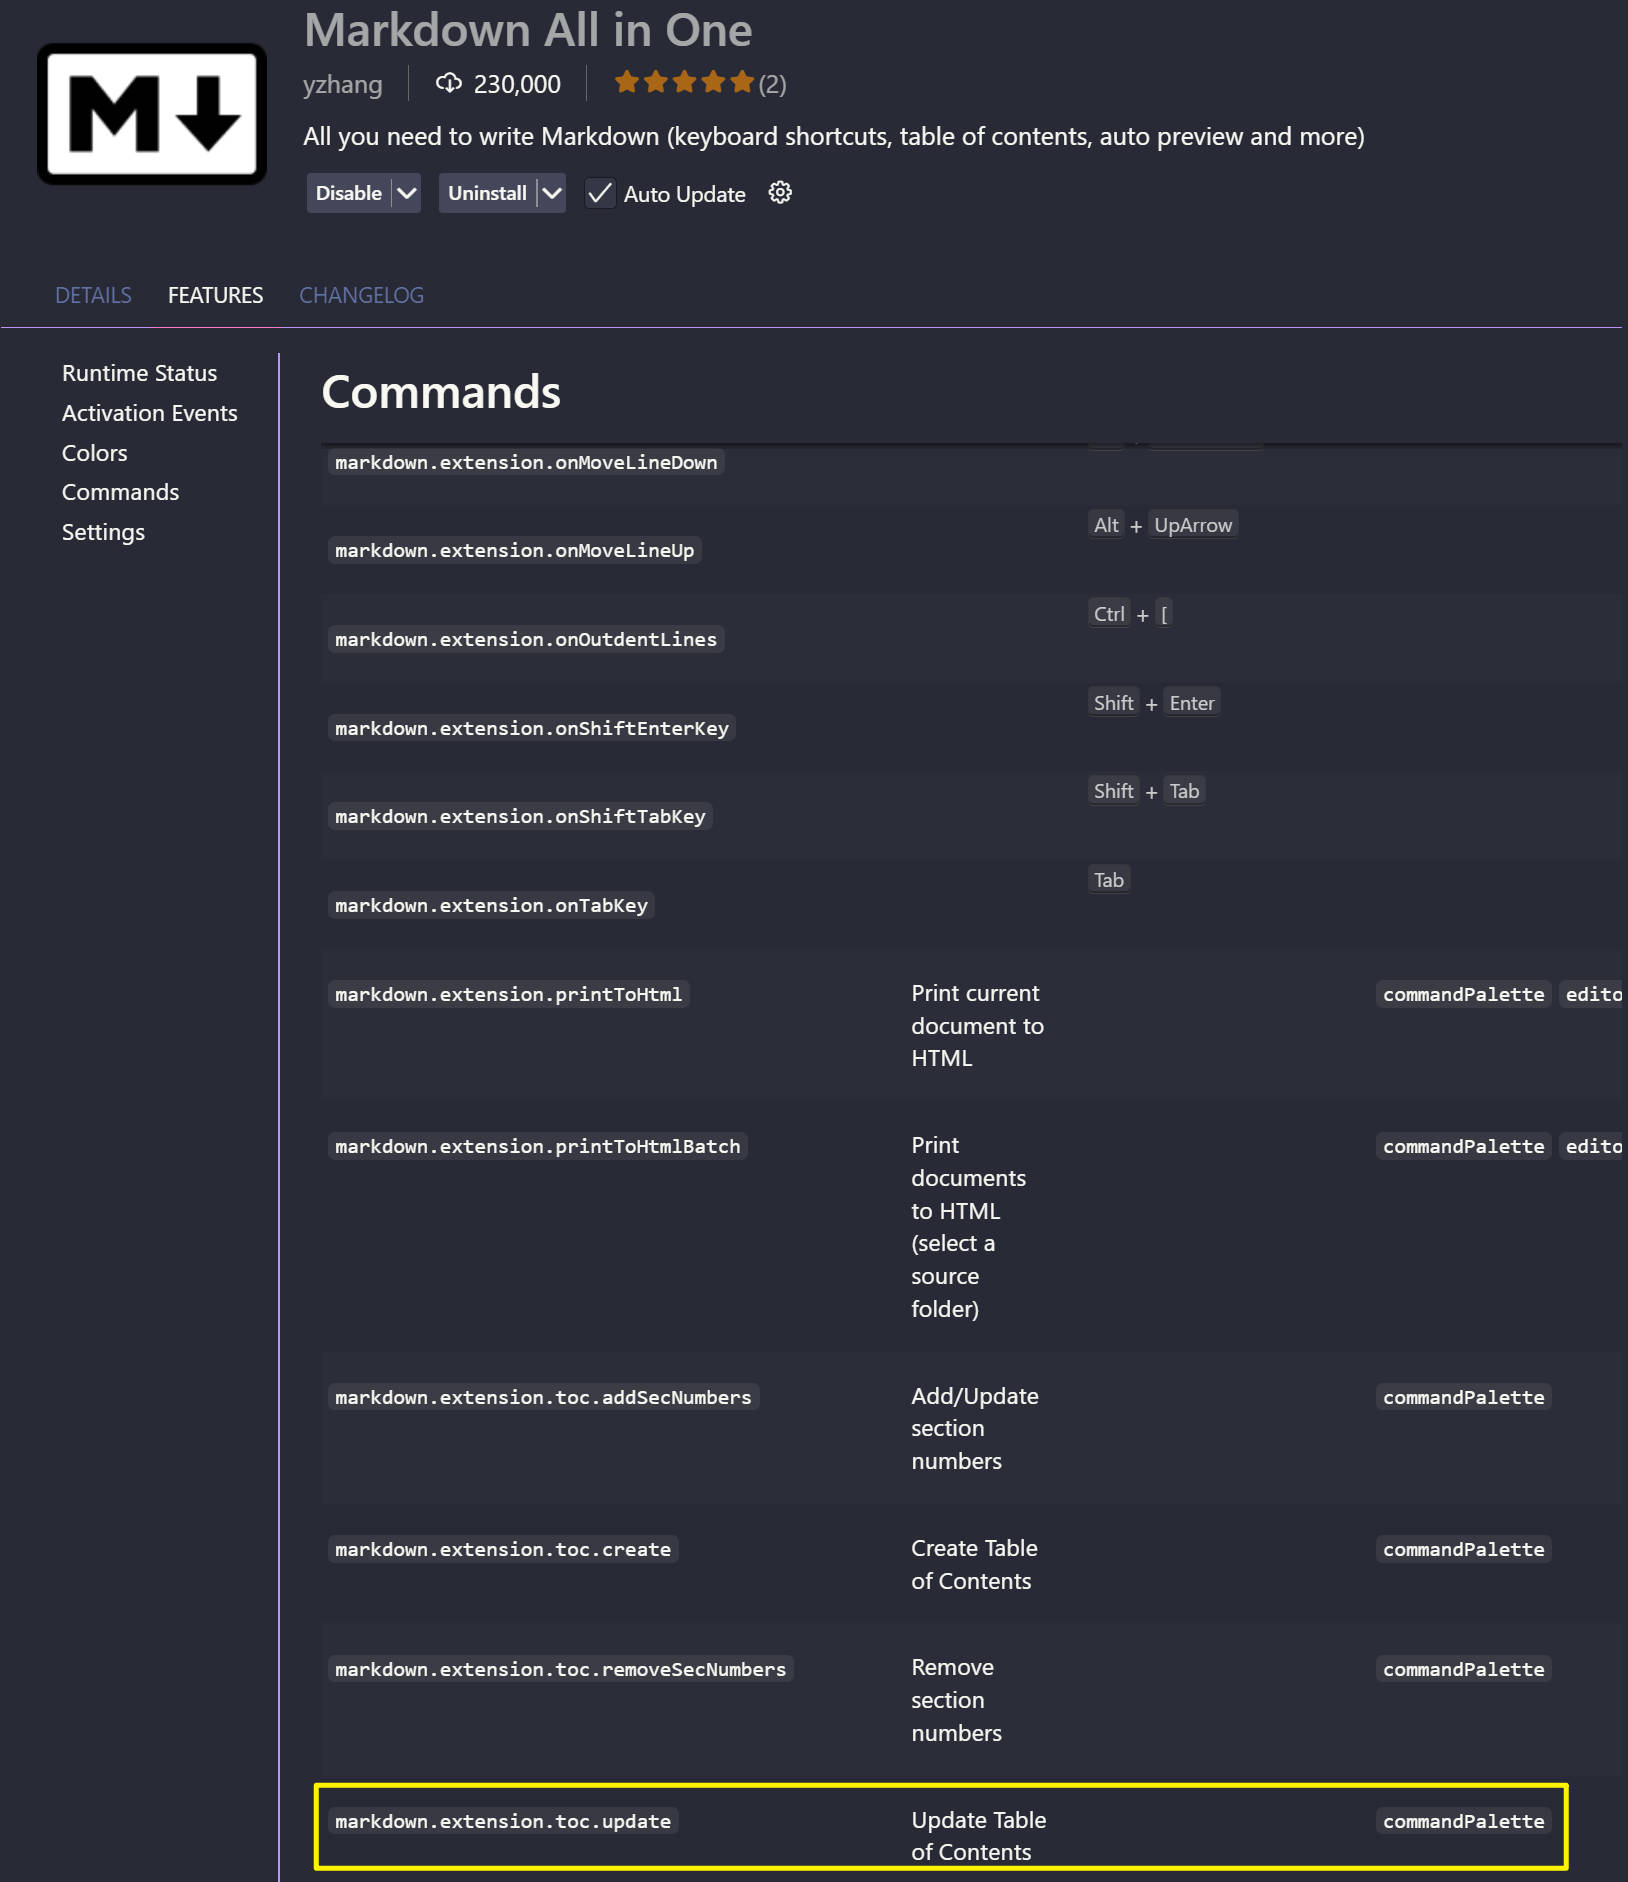 Markdown All in One
yzhang 230,000 (2)
All you need to write Markdown (keyboard shortcuts, table of contents, auto preview and more)
Disable Uninstall Auto Update
DETAILS FEATURES CHANGELOG
Runtime Status
Activation Events
Colors
Commands
Settings
Commands
markdown.extension.onMoveLineDown
Alt + UpArrow
markdown.extension.onMoveLineUp
Ctrl + [
markdown.extension.onOutdentLines
Shift + Enter
markdown.extension.onShiftEnterKey
Shift + Tab
markdown.extension.onShiftTabKey
Tab
markdown.extension.onTabKey
markdown.extension.printToHtml Print current commandPalette edito
document to
HTML
markdown.extension.printToHtmlBatch Print commandPalette edito
documents
to HTML
(select a
source
folder)
markdown.extension.toc.addSecNumbers Add/Update commandPalette
section
numbers
markdown.extension.toc.create Create Table commandPalette
of Contents
markdown.extension.toc.removeSecNumbers Remove commandPalette
section
numbers
markdown.extension.toc.update Update Table commandPalette
of Contents